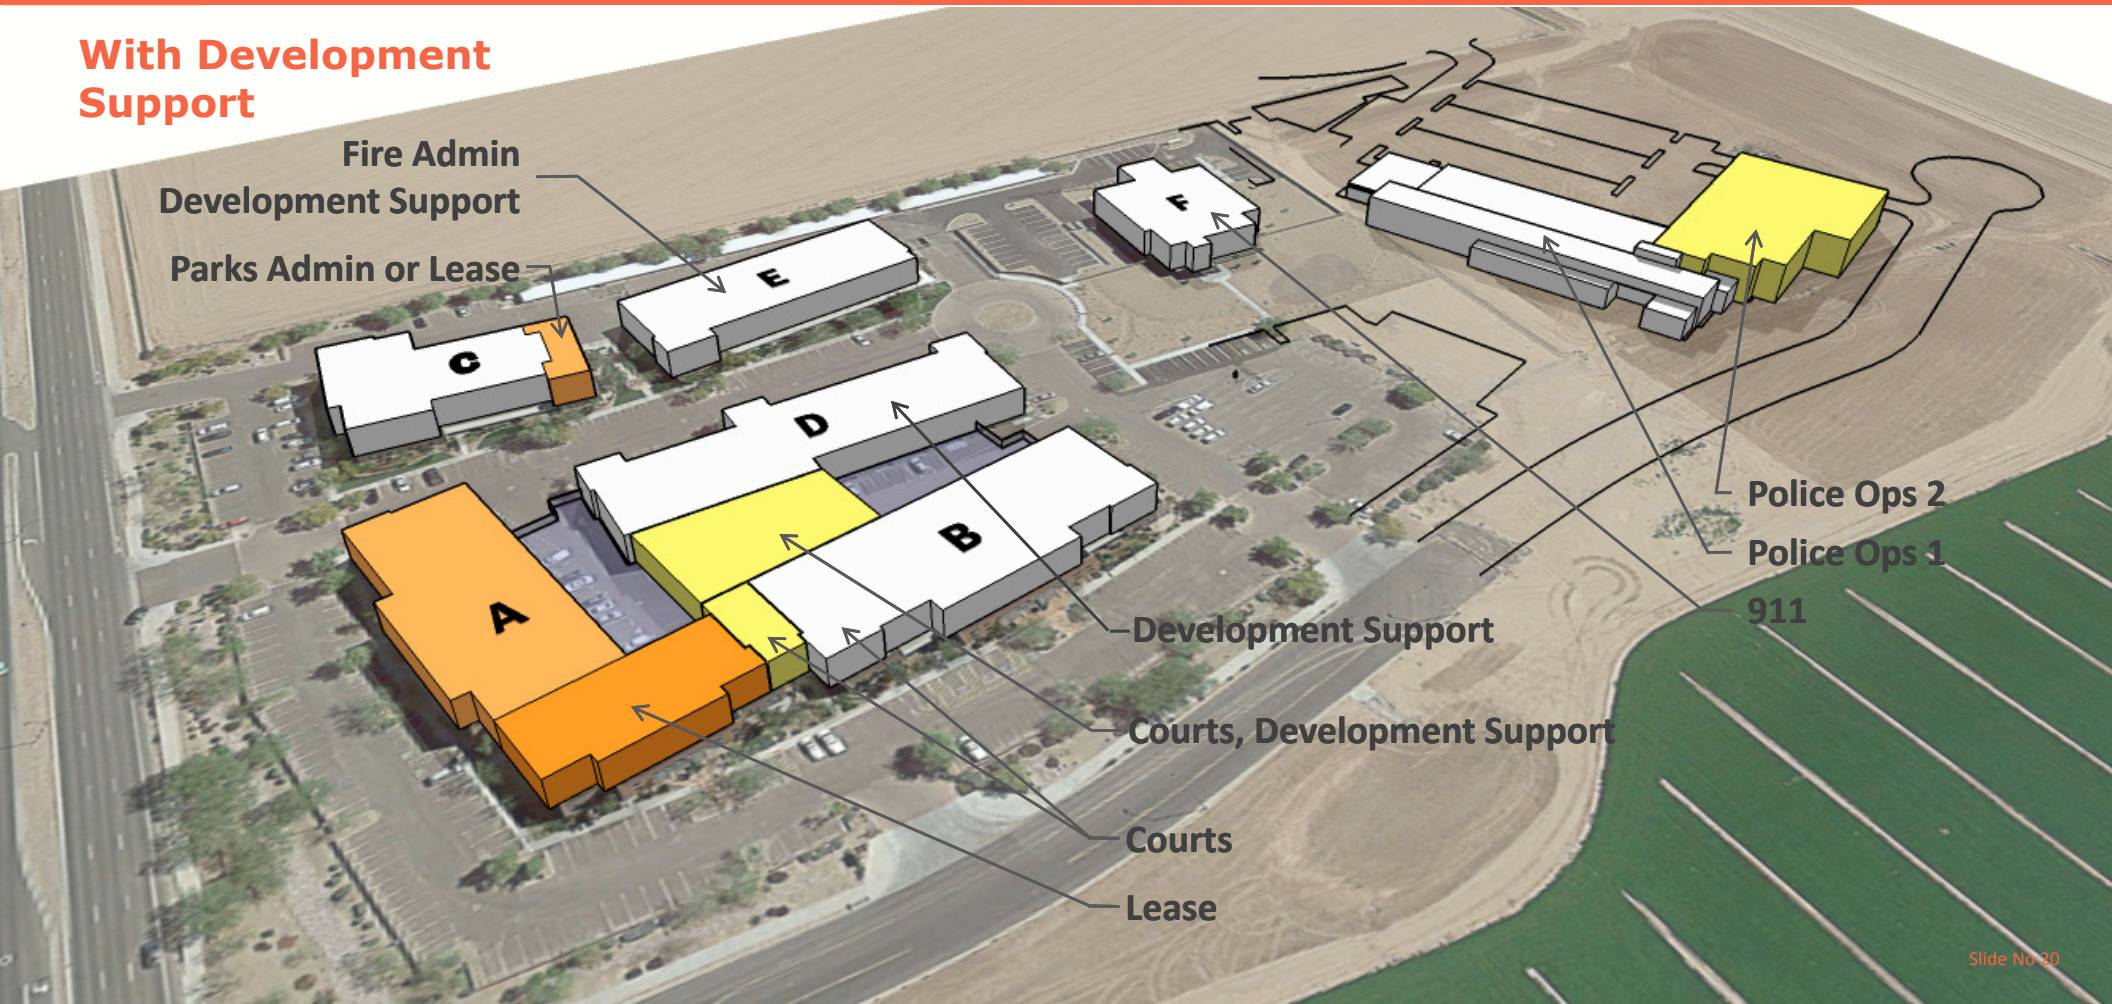 With Development
Support
Fire Admin
Development Support
Parks Admin or Lease
E
F
C
D
B
A
Police Ops 2
Police Ops 1
911
Development Support
Courts, Development Support
Courts
Lease
Slide No 20